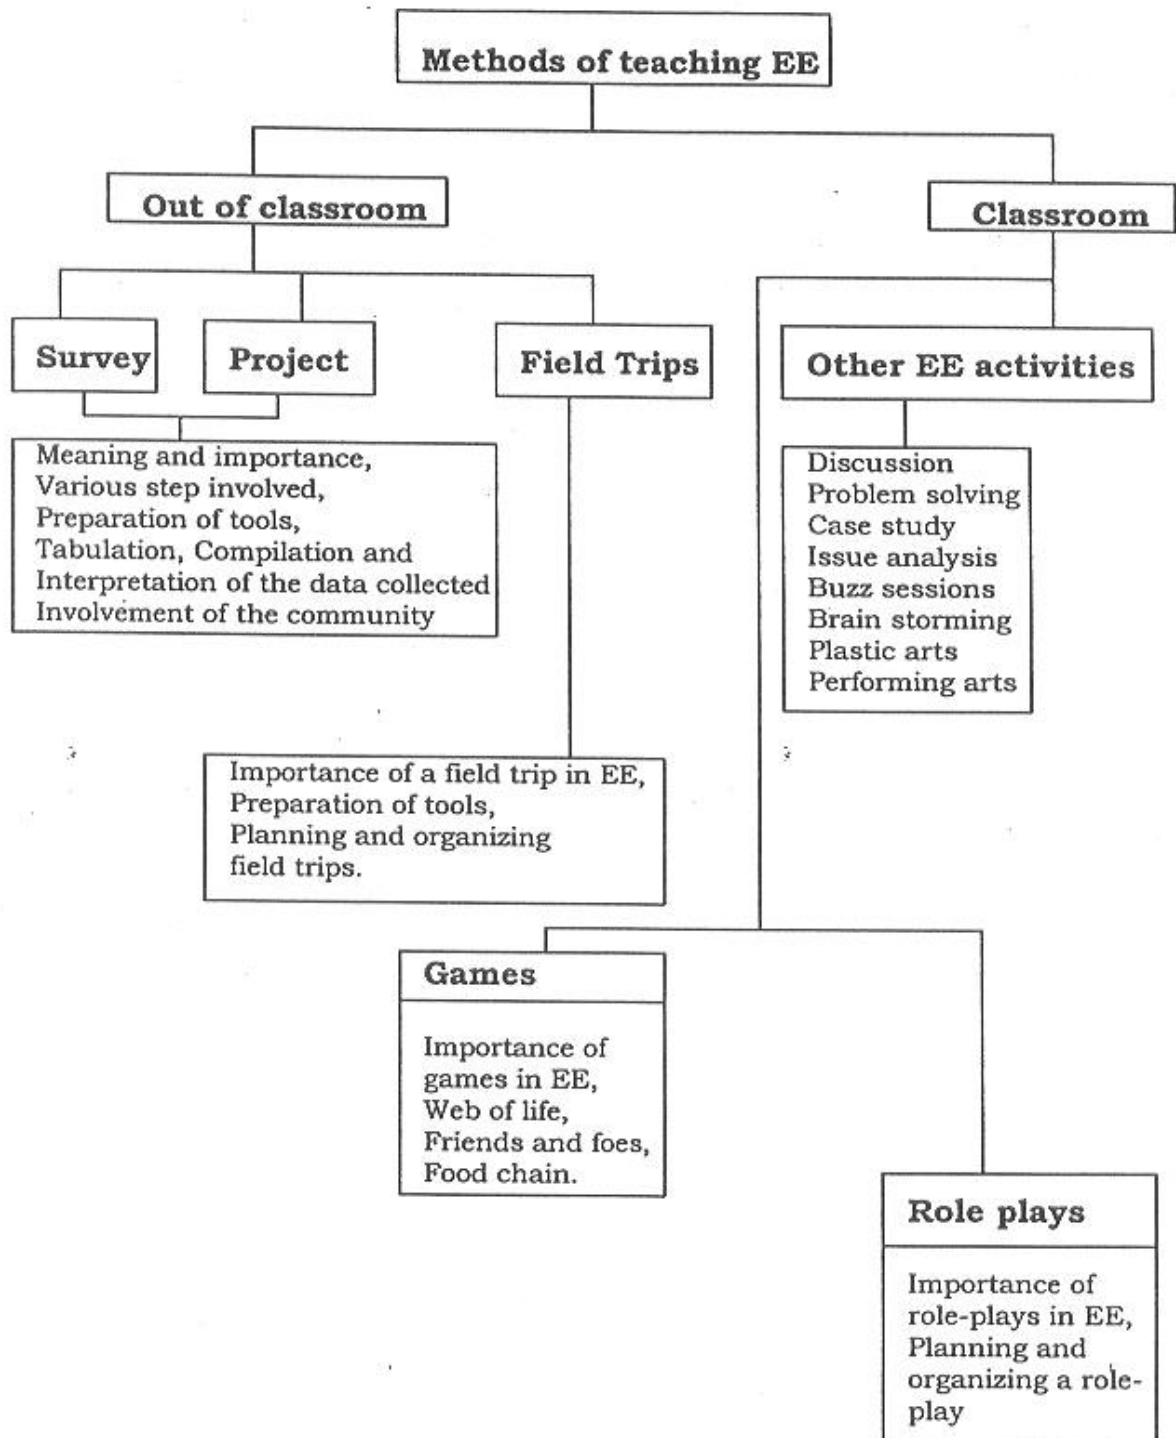 Methods of teaching EE
Out of classroom
Classroom
Survey
Project
Field Trips
Other EE activities
Meaning and importance,
Various step involved,
Preparation of tools,
Tabulation, Compilation and
Interpretation of the data collected
Involvement of the community
Discussion
Problem solving
Case study
Issue analysis
Buzz sessions
Brain storming
Plastic arts
Performing arts
Importance of a field trip in EE,
Preparation of tools,
Planning and organizing
field trips.
Games
Importance of
games in EE,
Web of life,
Friends and foes,
Food chain.
Role plays
Importance of
role-plays in EE,
Planning and
organizing a role-
play